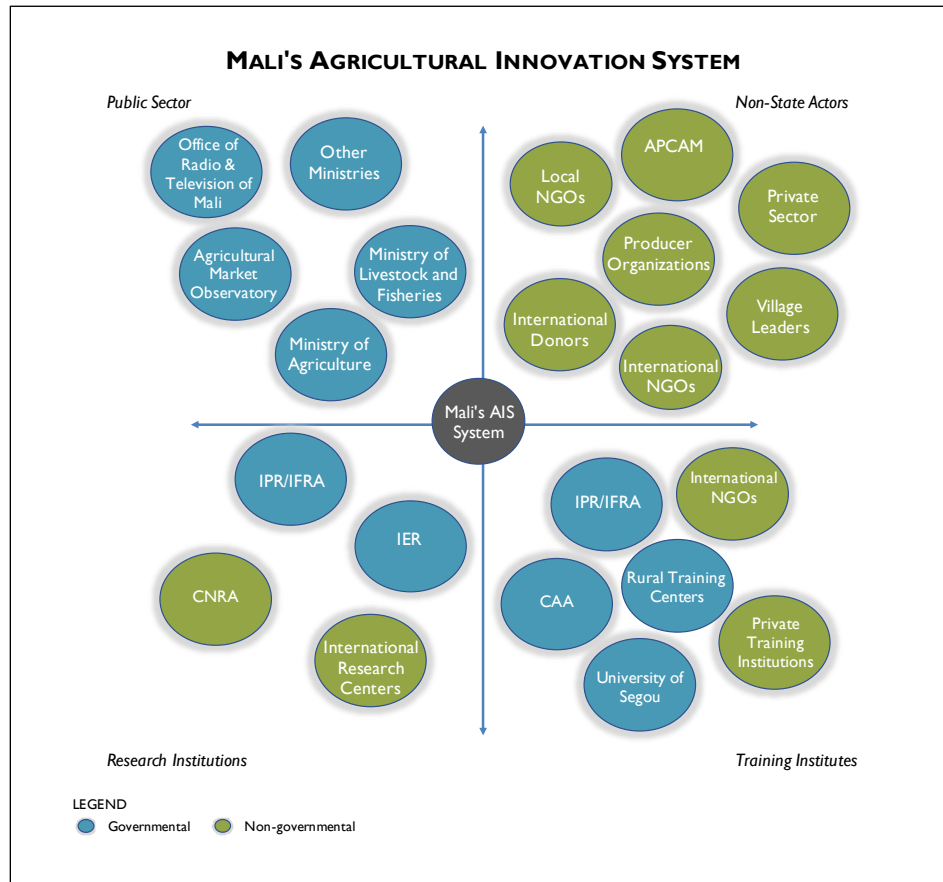 MALI'S AGRICULTURAL INNOVATION SYSTEM
Public Sector
Non-State Actors
Office of
Radio &
Television of
Mali
Other
Ministries
Agricultural
Market
Observatory
Ministry of
Livestock and
Fisheries
Ministry of
Agriculture
APCAM
Local
NGOs
Private
Sector
Producer
Organizations
International
Donors
Village
Leaders
International
NGOs
Mali's AIS
System
IPR/IFRA
IER
CNRA
International
Research
Centers
IPR/IFRA
International
NGOs
CAA
Rural Training
Centers
Private
Training
Institutions
University of
Segou
Research Institutions
Training Institutes
LEGEND
Governmental
Non-governmental